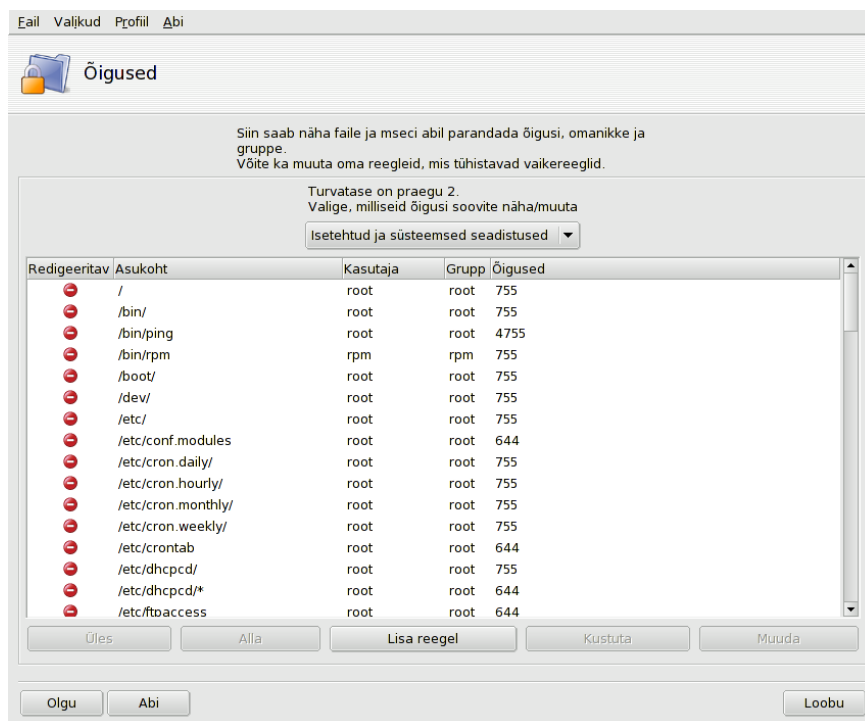 Fail Valikud Profiil Abi
Õigused
Siin saab näha faile ja mseci abil parandada õigusi, omanikke ja
gruppe.
Võite ka muuta oma reegleid, mis tühistavad vaikereeglid.
Turvatase on praegu 2.
Valige, milliseid õigusi soovite näha/muuta
Isetehtud ja süsteemsed seadistused
Redigeeritav Asukoht Kasutaja Grupp Õigused
/ root root 755
/bin/ root root 755
/bin/ping root root 4755
/bin/rpm rpm rpm 755
/boot/ root root 755
/dev/ root root 755
/etc/ root root 755
/etc/conf.modules root root 644
/etc/cron.daily/ root root 755
/etc/cron.hourly/ root root 755
/etc/cron.monthly/ root root 755
/etc/cron.weekly/ root root 755
/etc/crontab root root 644
/etc/dhcpcd/ root root 755
/etc/dhcpcd/* root root 644
/etc/ftpaccess root root 644
Üles Alla Lisa reegel Kustuta Muuda
Olgu Abi Loobu